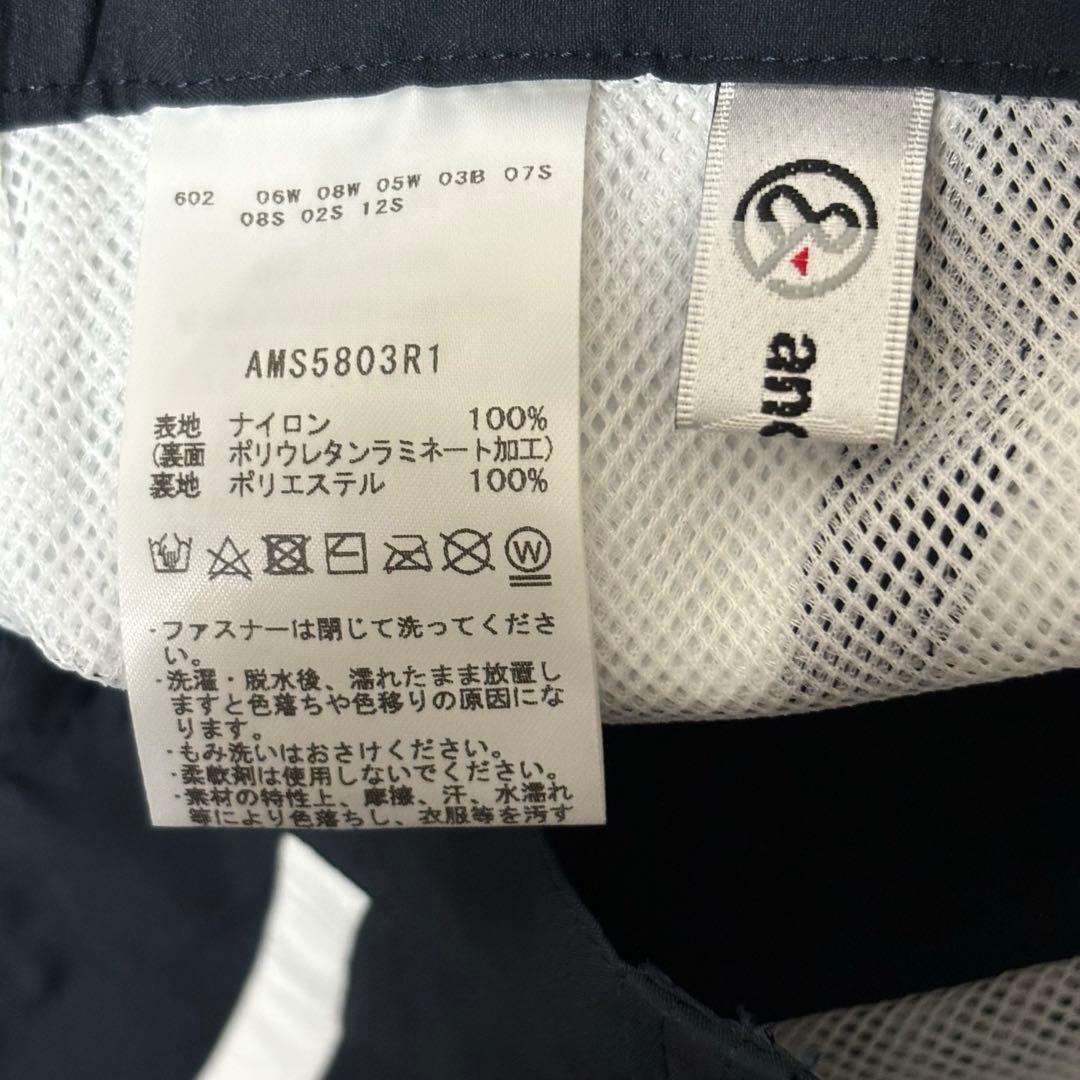 602 06W 08W 05W 03B 07S
08S 02S 12S
AMS5803R1
表地 ナイロン 100%
(裏面 ポリウレタンラミネート加工)
裏地 ポリエステル 100%
W
・ファスナーは閉じて洗ってくださ
い。
・洗濯・脱水後、濡れたまま放置し
ますと色落ちや色移りの原因にな
ります。
・もみ洗いはおさけください。
・柔軟剤は使用しないでください。
・素材の特性上、摩擦、汗、水濡れ
等により色落ちし、衣服等を汚す
an